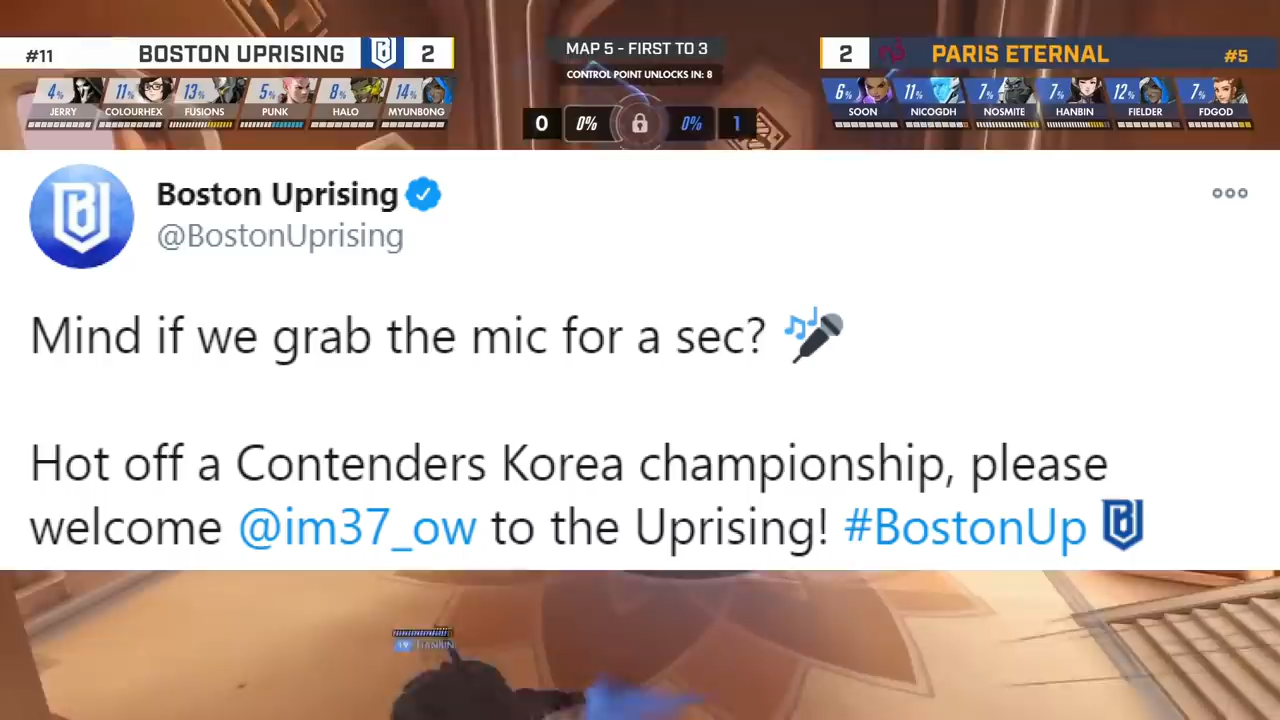 #11 BOSTON UPRISING 2
MAP 5 - FIRST TO 3
2 PARIS ETERNAL #5
CONTROL POINT UNLOCKS IN: 8
4% 11% 13% 5% 8% 14%
JERRY COLOURHEX FUSIONS PUNK HALO MYUNB0NG
0 0% 0% 1
6% 11% 7% 7% 12% 7%
SOON NICOGDH NOSMITE HANBIN FIELDER FDGOD
Boston Uprising
@BostonUprising
Mind if we grab the mic for a sec?
Hot off a Contenders Korea championship, please
welcome @im37_ow to the Uprising! #BostonUp
HANBIN